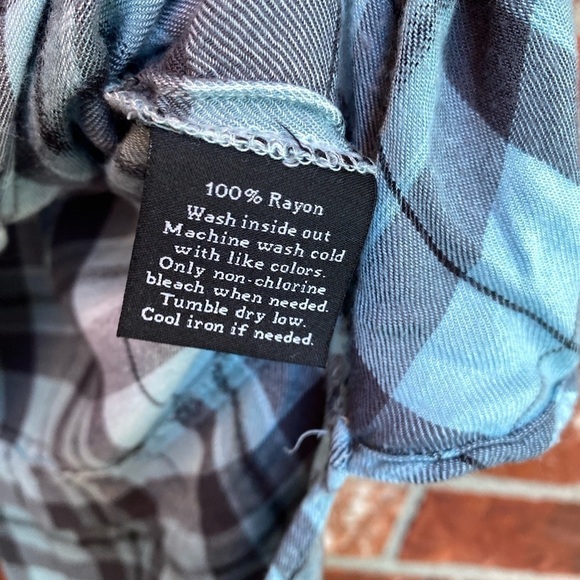 100% Rayon
Wash inside out
Machine wash cold
with like colors.
Only non-chlorine
bleach when needed.
Tumble dry low.
Cool iron if needed.